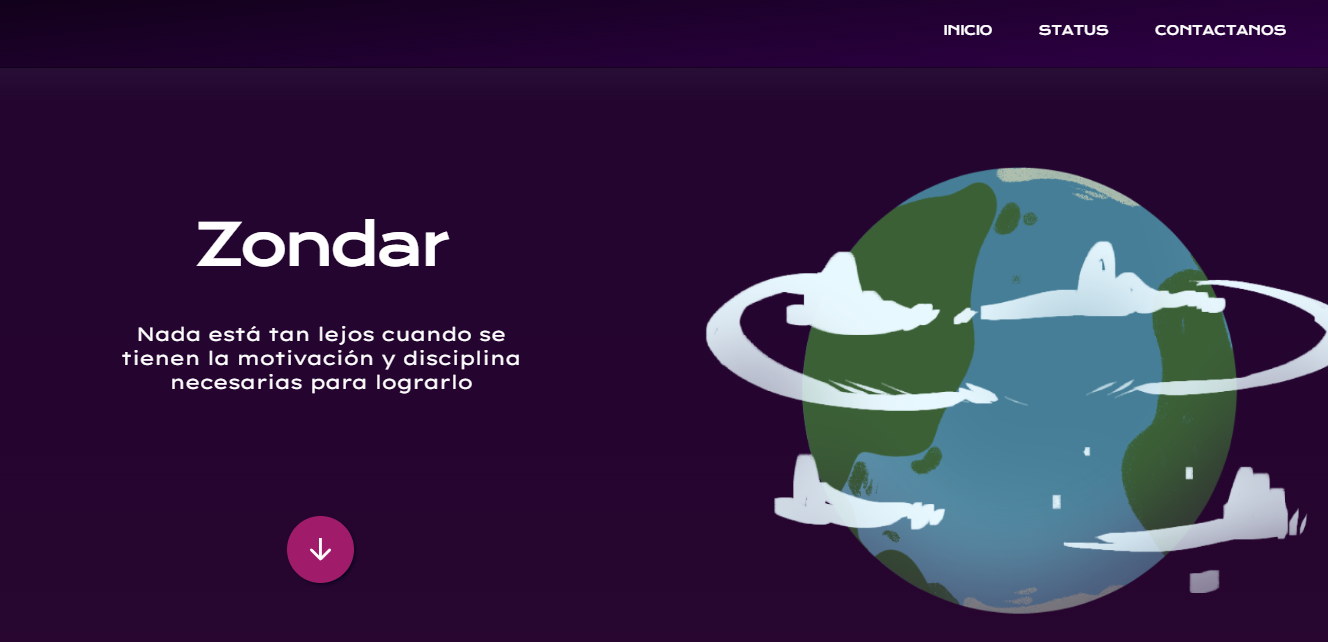 INICIO STATUS CONTACTANOS
Zondar
Nada está tan lejos cuando se
tienen la motivación y disciplina
necesarias para lograrlo